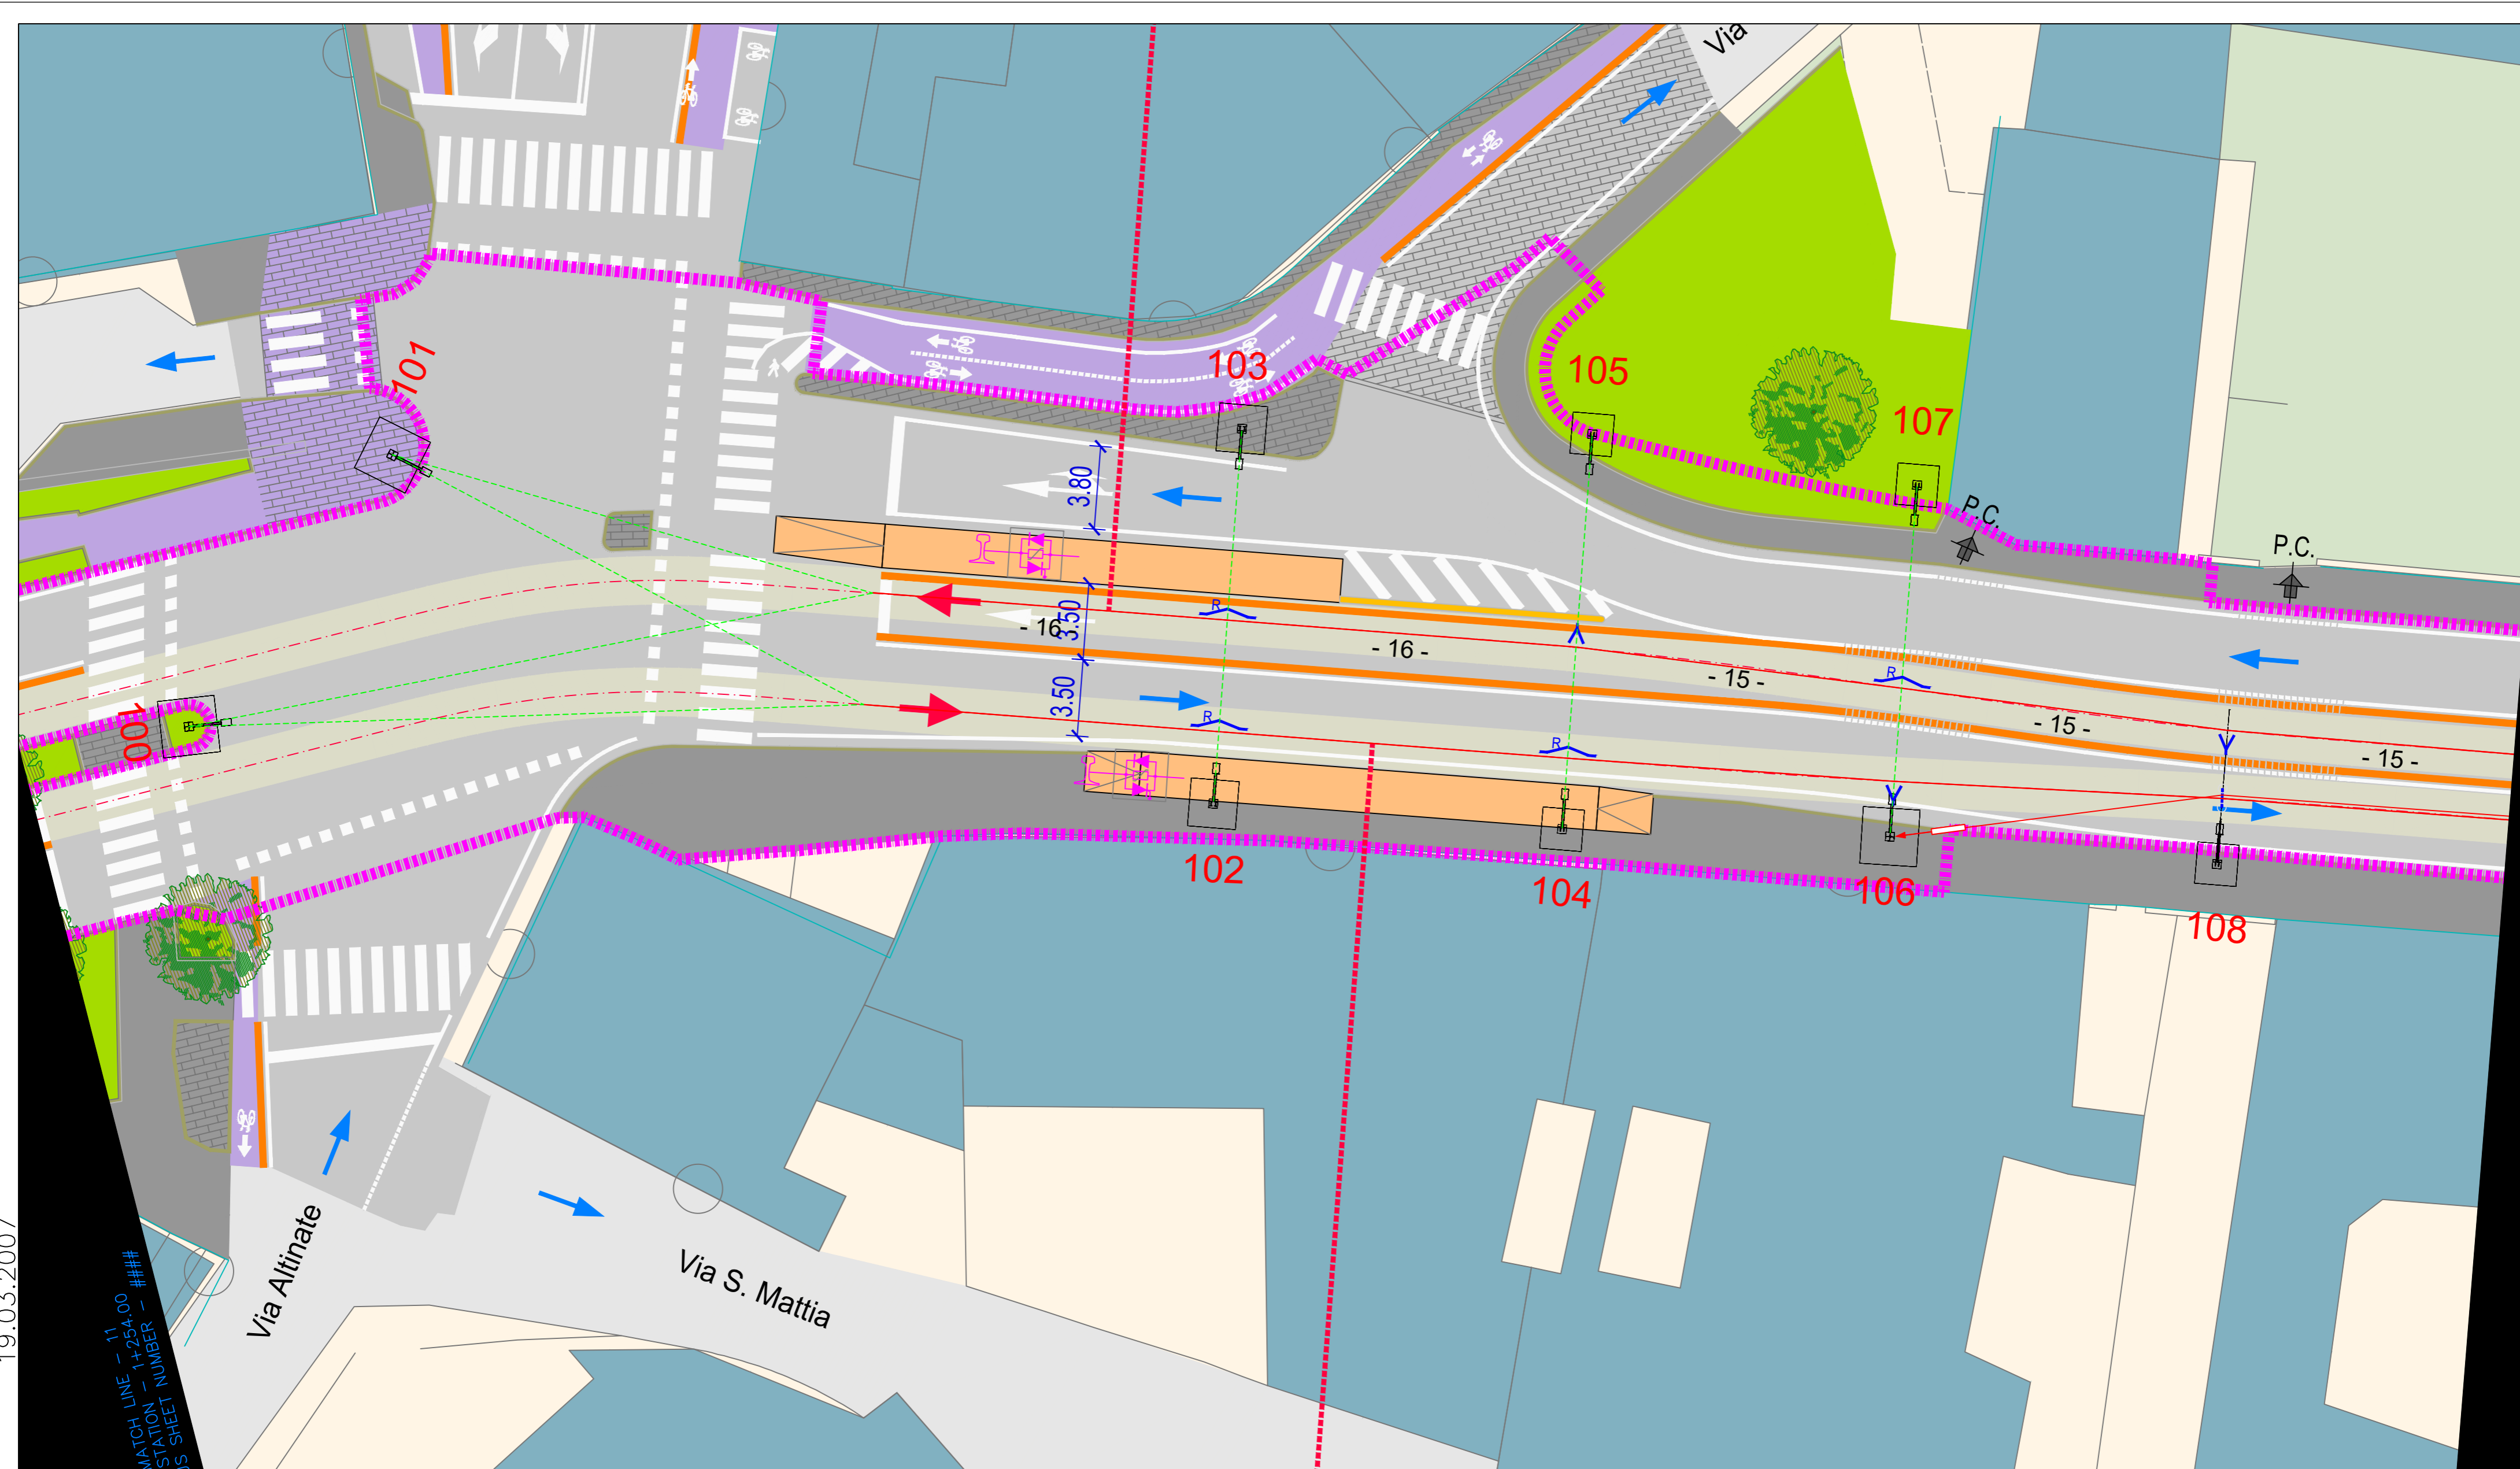 Via
101
103
105
107
3.80
P.C.
P.C.
3.50
R
- 16 -
- 16 -
R
- 15 -
3.50
R
R
- 15 -
- 15 -
100
102
104
106
108
Via Altinate
Via S. Mattia
19.03.2007
MATCH LINE - 11
STATION - 1+254.00
SHEET NUMBER - ####